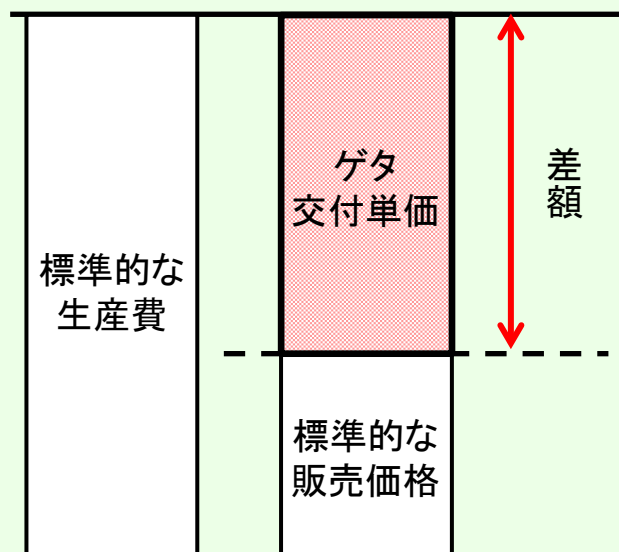 標準的な
生産費
ゲタ
交付単価
差額
標準的な
販売価格